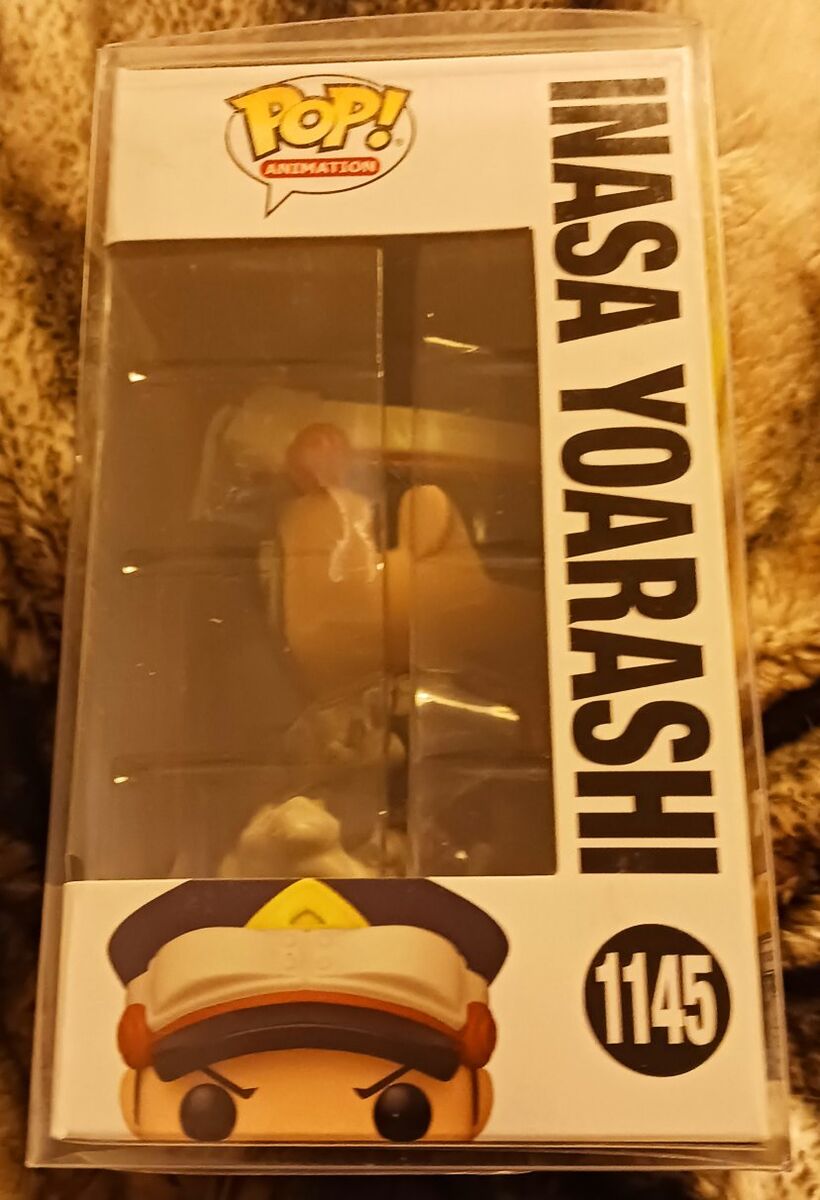 POP!
ANIMATION
INASA YOARASHI
1145